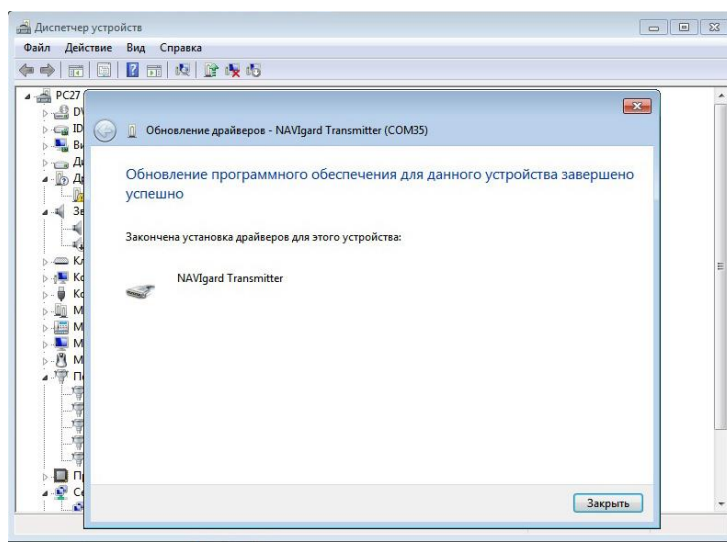 Диспетчер устройств
Файл Действие Вид Справка
PC27
Обновление драйверов - NAVIgard Transmitter (COM35)
Обновление программного обеспечения для данного устройства завершено
успешно
Закончена установка драйверов для этого устройства:
NAVIgard Transmitter
Закрыть